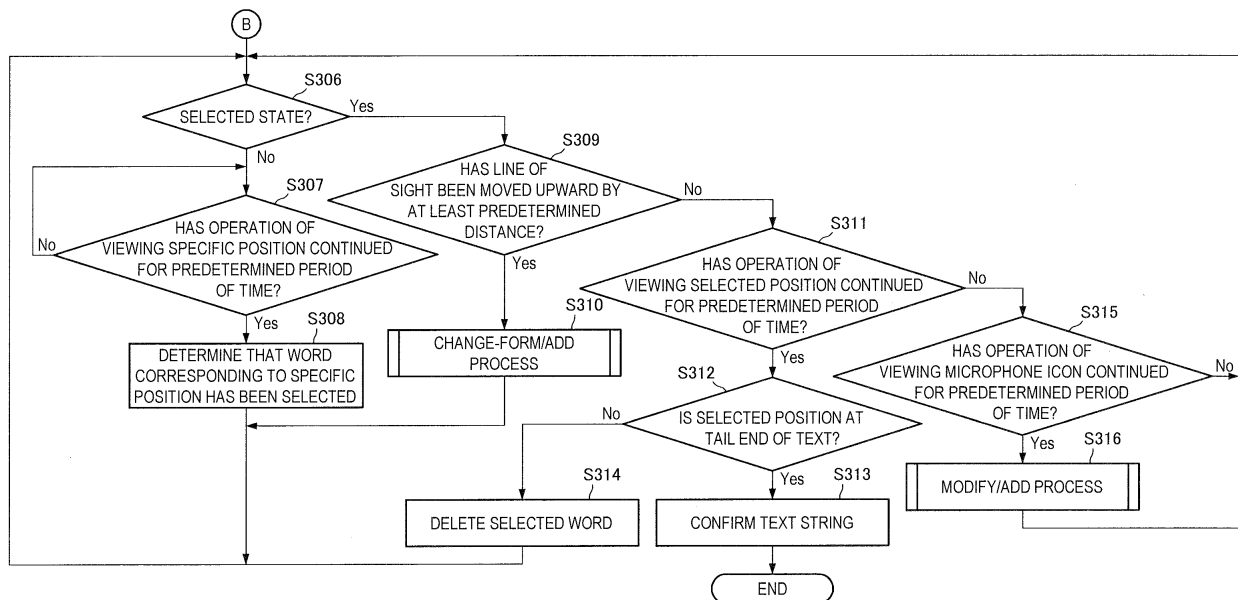 B
S306
SELECTED STATE?
Yes
No
S307
HAS OPERATION OF
VIEWING SPECIFIC POSITION CONTINUED
FOR PREDETERMINED PERIOD
OF TIME?
No
Yes
S308
DETERMINE THAT WORD
CORRESPONDING TO SPECIFIC
POSITION HAS BEEN SELECTED
S309
HAS LINE OF
SIGHT BEEN MOVED UPWARD BY
AT LEAST PREDETERMINED
DISTANCE?
No
Yes
S310
CHANGE-FORM/ADD
PROCESS
S311
HAS OPERATION OF
VIEWING SELECTED POSITION CONTINUED
FOR PREDETERMINED PERIOD
OF TIME?
No
Yes
S312
IS SELECTED POSITION AT
TAIL END OF TEXT?
No
Yes
S314
DELETE SELECTED WORD
S313
CONFIRM TEXT STRING
END
S315
HAS OPERATION OF
VIEWING MICROPHONE ICON CONTINUED
FOR PREDETERMINED PERIOD
OF TIME?
No
Yes
S316
MODIFY/ADD PROCESS